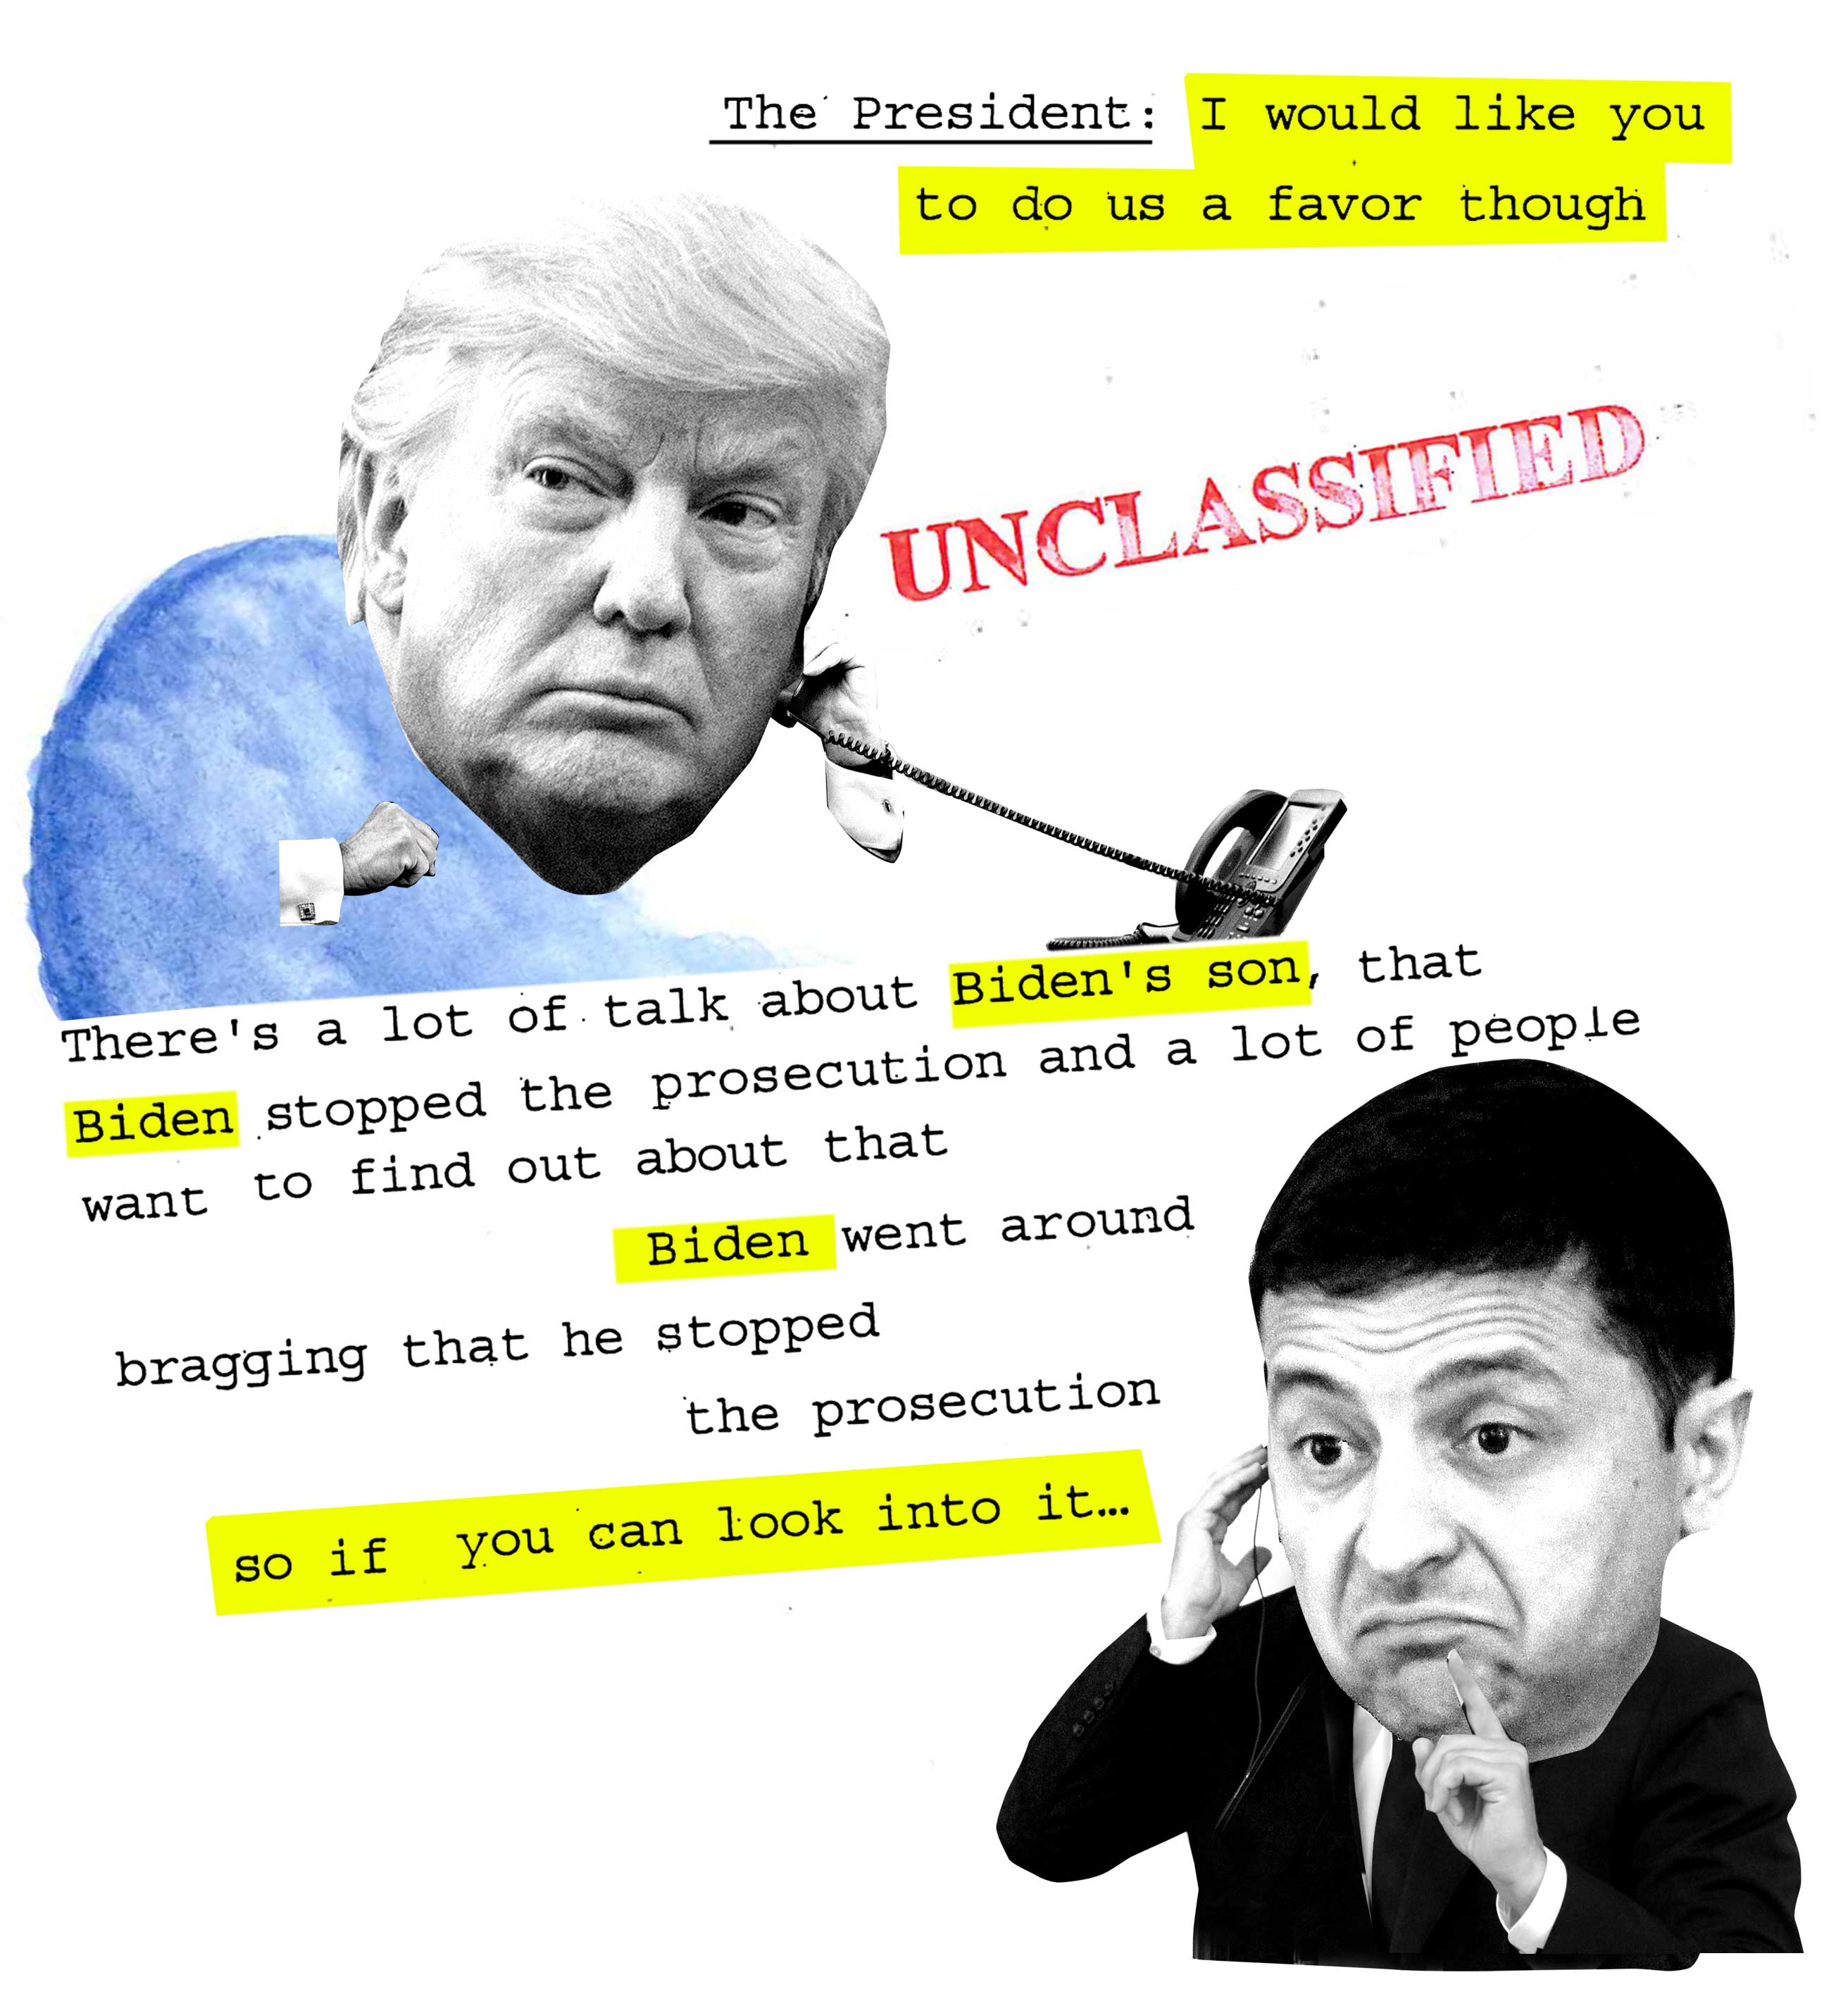 The President: I would like you
to do us a favor though
UNCLASSIFIED
There's a lot of talk about Biden's son, that
Biden stopped the prosecution and a lot of people
want to find out about that
Biden went around
bragging that he stopped
the prosecution
so if you can look into it…